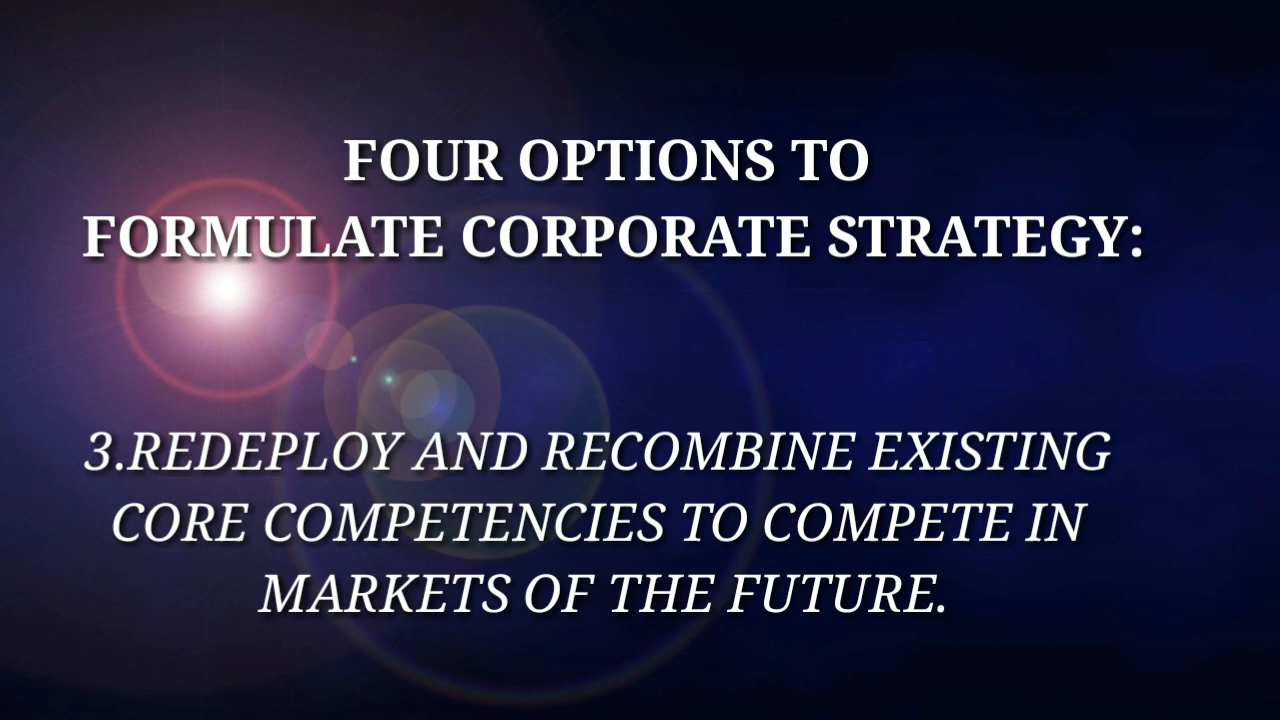 FOUR OPTIONS TO
FORMULATE CORPORATE STRATEGY:
3.REDEPLOY AND RECOMBINE EXISTING
CORE COMPETENCIES TO COMPETE IN
MARKETS OF THE FUTURE.